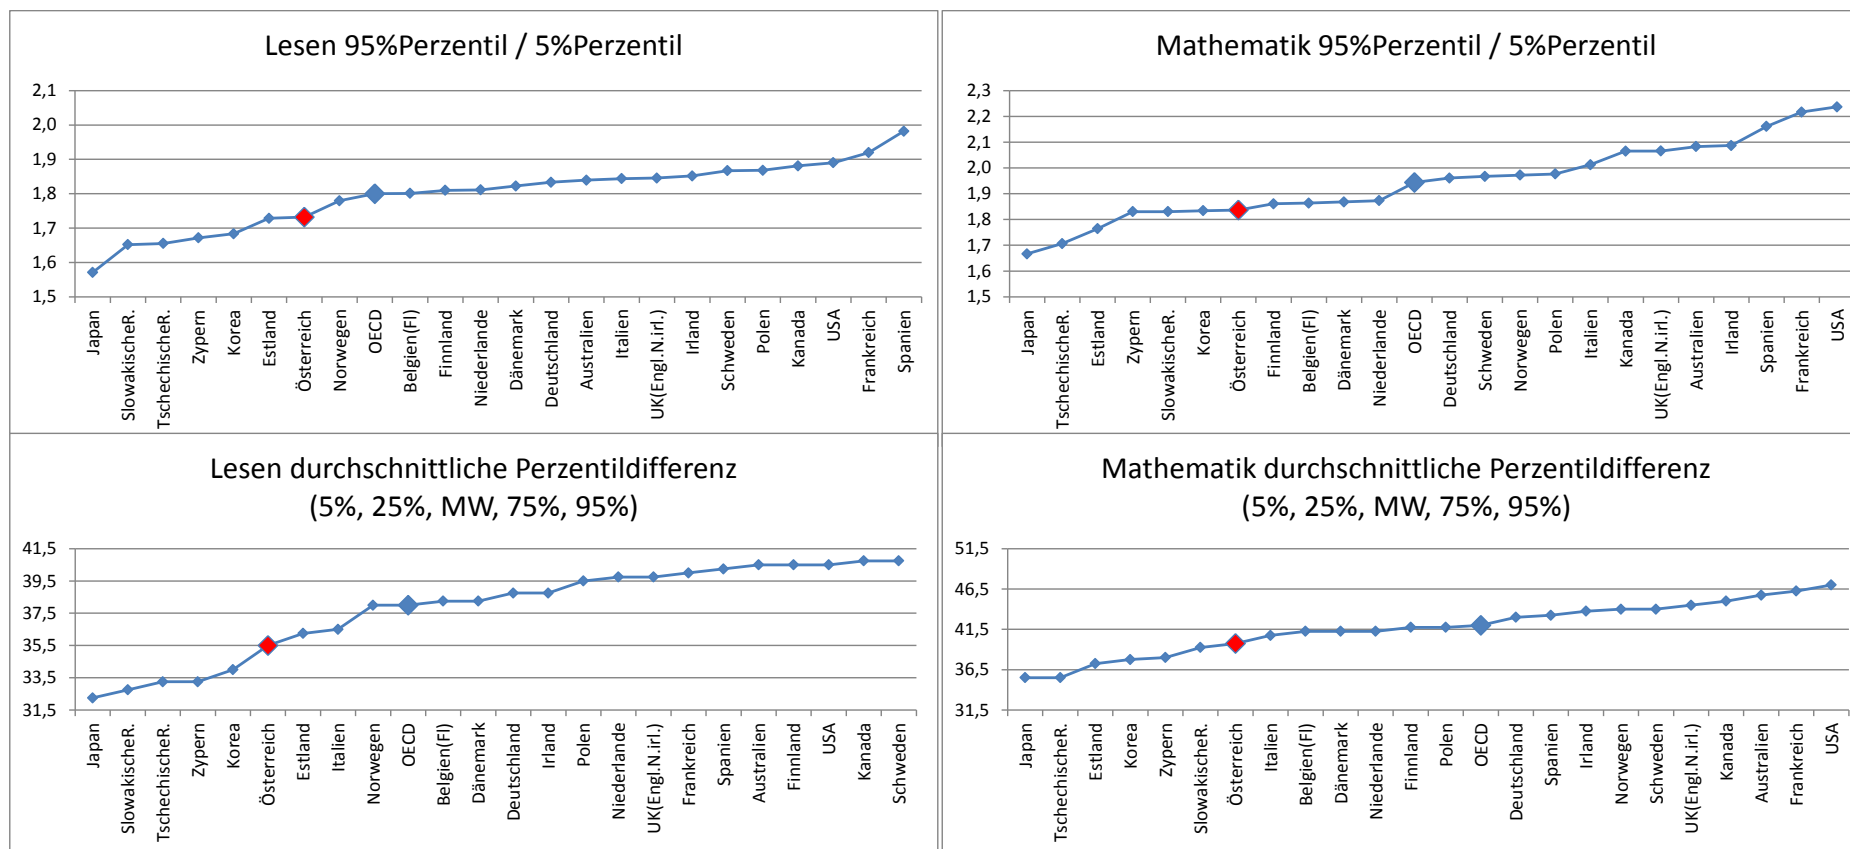 Lesen 95%Perzentil / 5%Perzentil
2,1
2,0
1,9
1,8
1,7
1,6
1,5
Japan
SlowakischeR.
TschechischeR.
Zypern
Korea
Estland
Österreich
Norwegen
OECD
Belgien(Fl)
Finnland
Niederlande
Dänemark
Deutschland
Australien
Italien
UK(Engl.N.irl.)
Irland
Schweden
Polen
Kanada
USA
Frankreich
Spanien
Mathematik 95%Perzentil / 5%Perzentil
2,3
2,2
2,1
2,0
1,9
1,8
1,7
1,6
1,5
Japan
TschechischeR.
Estland
Zypern
SlowakischeR.
Korea
Österreich
Finnland
Belgien(Fl)
Dänemark
Niederlande
OECD
Deutschland
Schweden
Norwegen
Polen
Italien
Kanada
UK(Engl.N.irl.)
Australien
Irland
Spanien
Frankreich
USA
Lesen durchschnittliche Perzentildifferenz
(5%, 25%, MW, 75%, 95%)
41,5
39,5
37,5
35,5
33,5
31,5
Japan
SlowakischeR.
TschechischeR.
Zypern
Korea
Österreich
Estland
Italien
Norwegen
OECD
Belgien(Fl)
Dänemark
Deutschland
Irland
Polen
Niederlande
UK(Engl.N.irl.)
Frankreich
Spanien
Australien
Finnland
USA
Kanada
Schweden
Mathematik durchschnittliche Perzentildifferenz
(5%, 25%, MW, 75%, 95%)
51,5
46,5
41,5
36,5
31,5
Japan
TschechischeR.
Estland
Korea
Zypern
SlowakischeR.
Österreich
Italien
Belgien(Fl)
Dänemark
Niederlande
Finnland
Polen
OECD
Deutschland
Spanien
Irland
Norwegen
Schweden
UK(Engl.N.irl.)
Kanada
Australien
Frankreich
USA